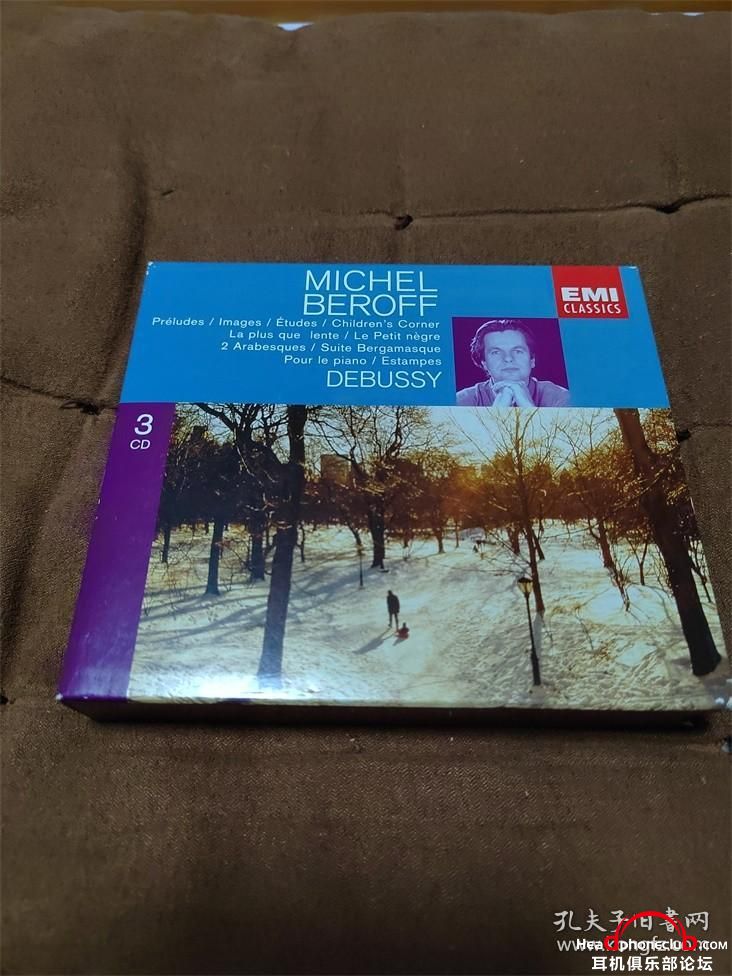 MICHEL
BEROFF
Préludes / Images / Études / Children's Corner
La plus que lente / Le Petit nègre
2 Arabesques / Suite Bergamasque
Pour le piano / Estampes
DEBUSSY
EMI
CLASSICS
3
CD
孔夫子旧书网
耳机俱乐部论坛